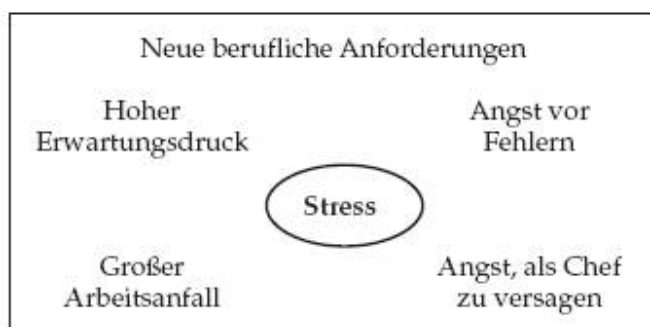 Neue berufliche Anforderungen
Hoher
Erwartungsdruck
Angst vor
Fehlern
Stress
Großer
Arbeitsanfall
Angst, als Chef
zu versagen